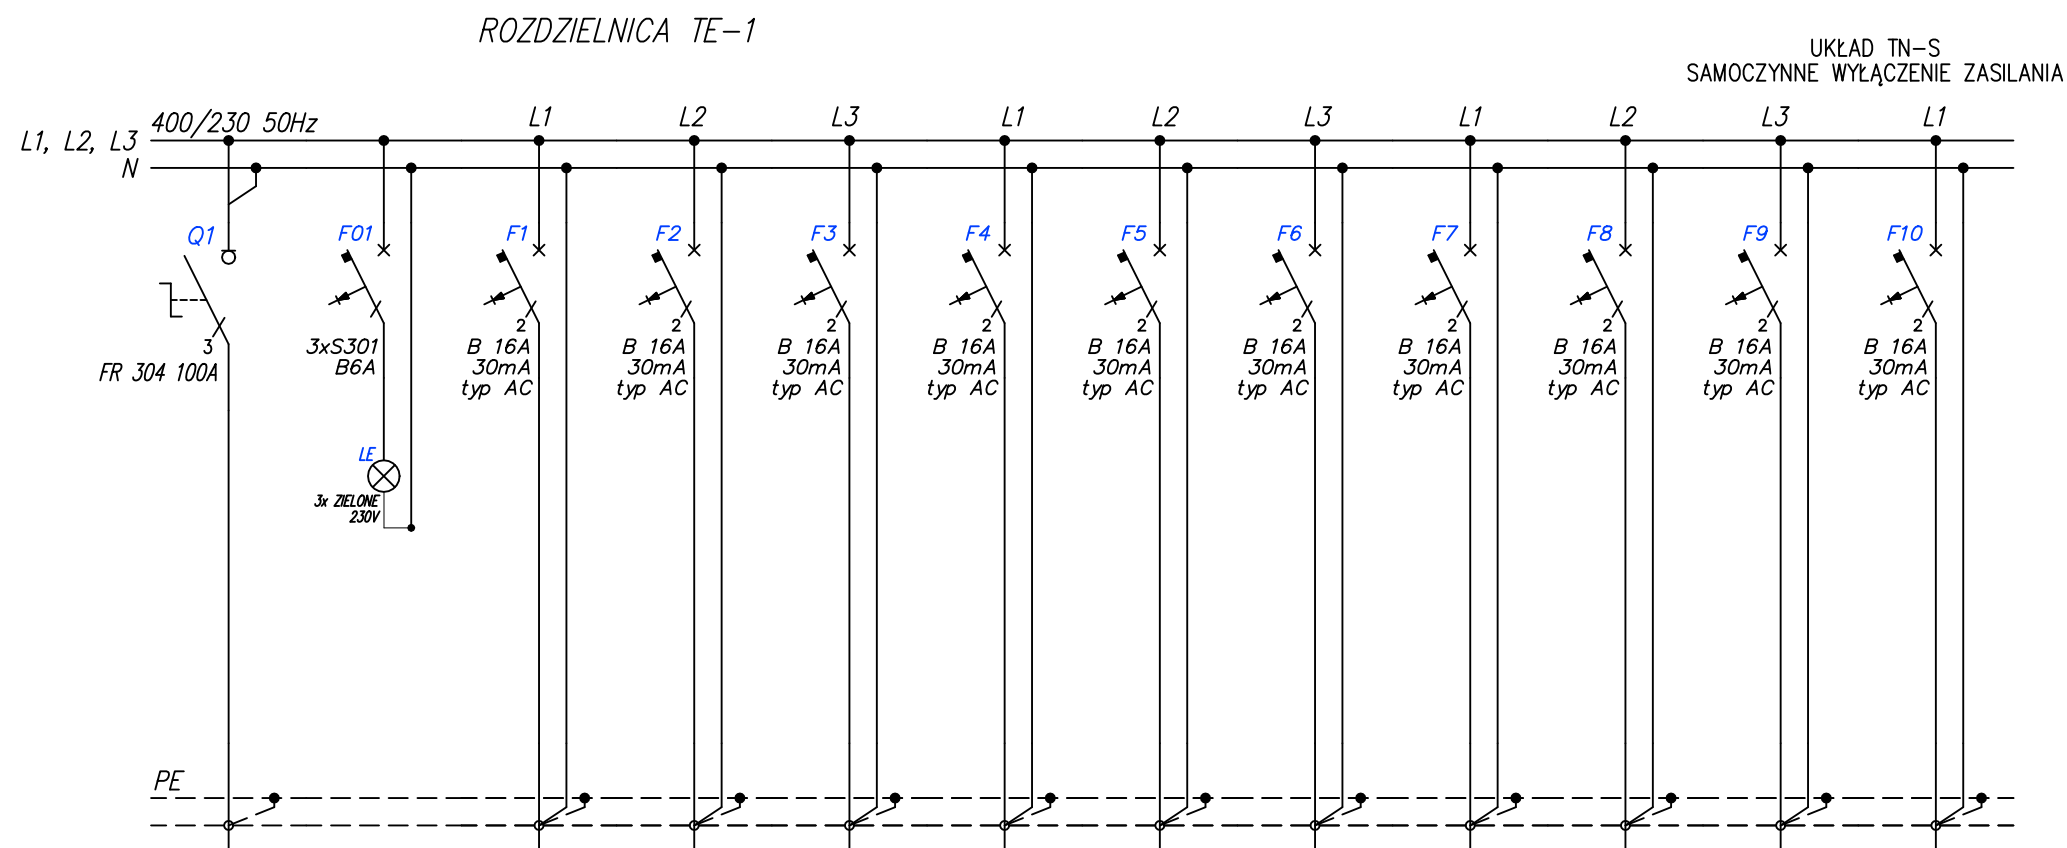 ROZDZIELNICA TE-1
UKŁAD TN-S
SAMOCZYNNE WYŁĄCZENIE ZASILANIA
400/230 50Hz
L1, L2, L3
N
L1 L2 L3 L1 L2 L3 L1 L2 L3 L1
Q1 F01 F1 F2 F3 F4 F5 F6 F7 F8 F9 F10
3 2 2 2 2 2 2 2 2 2 2
3xS301 B 16A B 16A B 16A B 16A B 16A B 16A B 16A B 16A B 16A B 16A
FR 304 100A B6A 30mA 30mA 30mA 30mA 30mA 30mA 30mA 30mA 30mA 30mA
typ AC typ AC typ AC typ AC typ AC typ AC typ AC typ AC typ AC typ AC
LE
3x ZIELONE
230V
PE